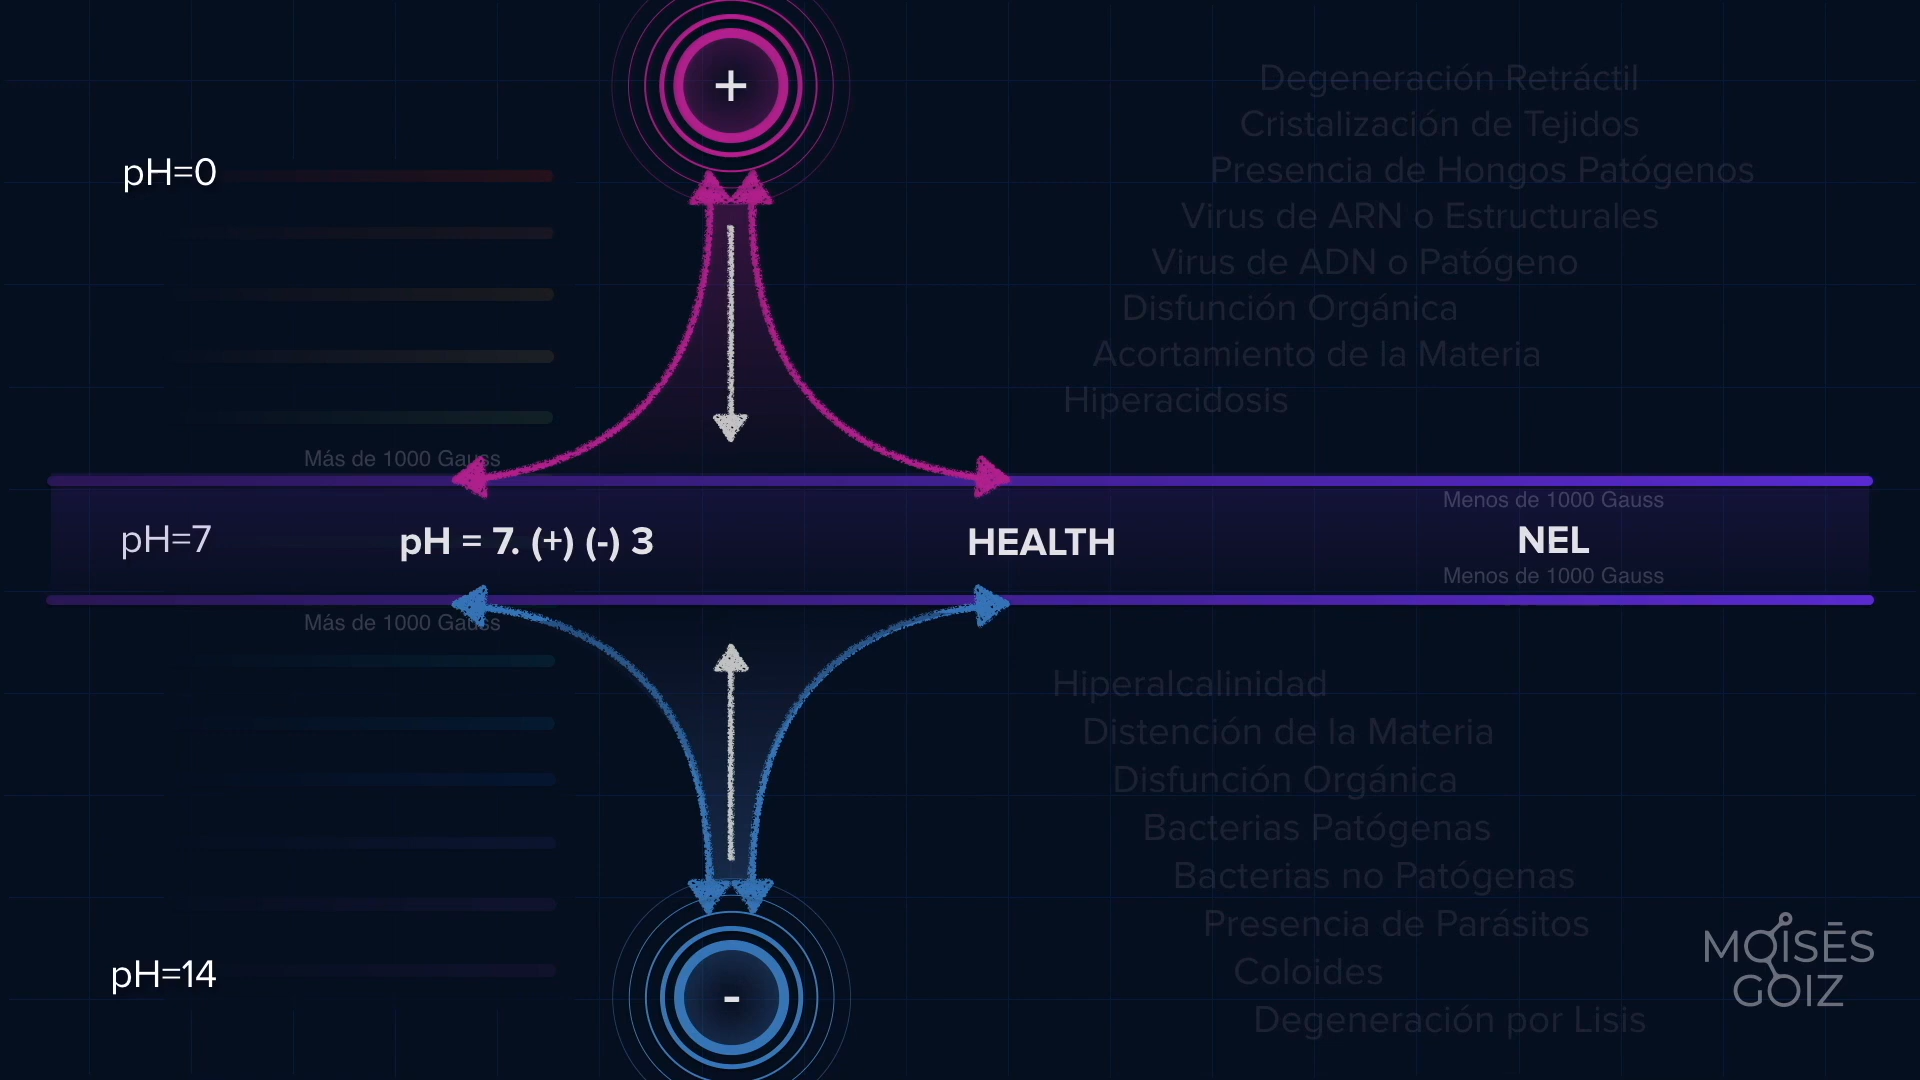 +
pH=0
Degeneración Retráctil
Cristalización de Tejidos
Presencia de Hongos Patógenos
Virus de ARN o Estructurales
Virus de ADN o Patógeno
Disfunción Orgánica
Acortamiento de la Materia
Hiperacidosis
Más de 1000 Gauss
Menos de 1000 Gauss
pH=7
pH = 7. (+) (-) 3
HEALTH
NEL
Menos de 1000 Gauss
Más de 1000 Gauss
Hiperalcalinidad
Distención de la Materia
Disfunción Orgánica
Bacterias Patógenas
Bacterias no Patógenas
Presencia de Parásitos
Coloides
Degeneración por Lisis
pH=14
-
MOISĒS
GOIZ